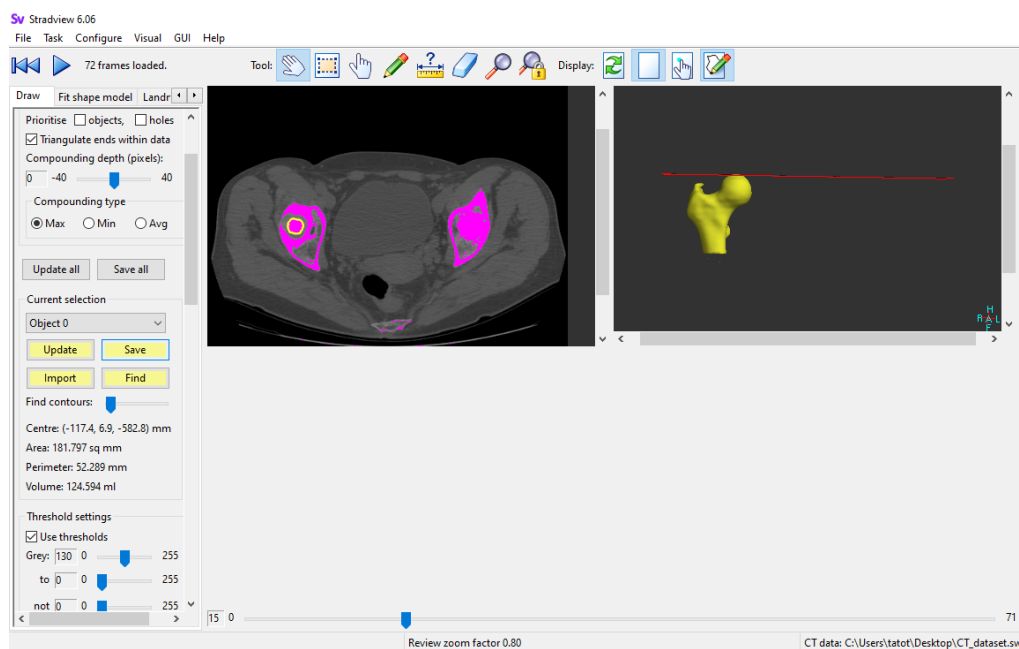 Sv Stradview 6.06
File Task Configure Visual GUI Help
72 frames loaded.
Tool:
?
Display:
Draw Fit shape model Landr
Prioritise objects, holes
Triangulate ends within data
Compounding depth (pixels):
0 -40 40
Compounding type
Max Min Avg
Update all Save all
Current selection
Object 0
Update Save
Import Find
Find contours:
Centre: (-117.4, 6.9, -582.8) mm
Area: 181.797 sq mm
Perimeter: 52.289 mm
Volume: 124.594 ml
Threshold settings
Use thresholds
Grey: 130 0 255
to 0 0 255
not 0 0 255
H
R A L
F
15 0 71
Review zoom factor 0.80
CT data: C:\Users\tatot\Desktop\CT_dataset.sw